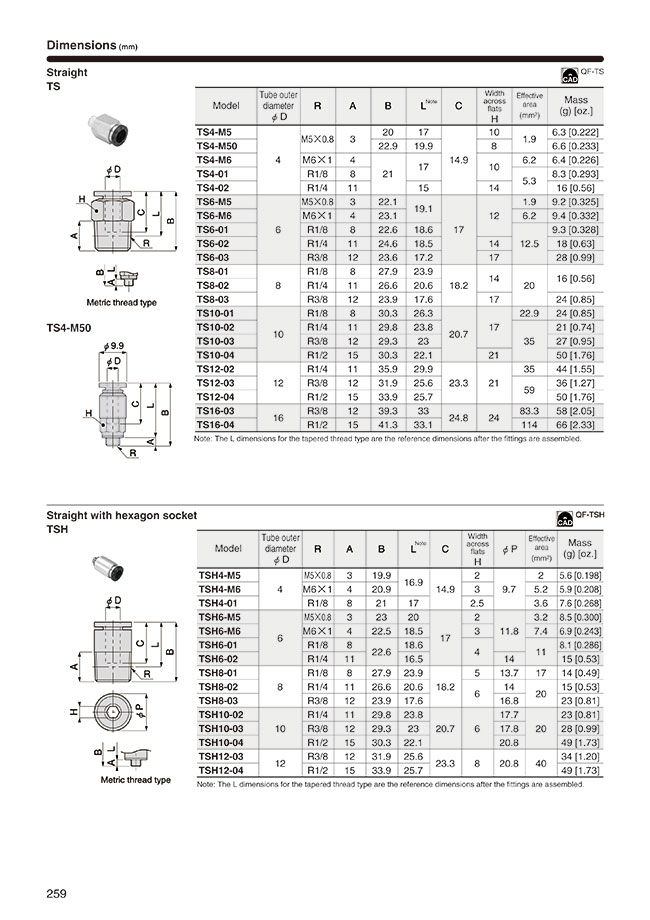 Dimensions (mm)
Straight
TS
CAD QF-TS
Model Tube outer diameter φD R A B L Note C Width across flats H Effective area (mm²) Mass (g) [oz.]
TS4-M5 4 M5×0.8 3 20 17 14.9 10 1.9 6.3 [0.222]
TS4-M50 22.9 19.9 8 6.6 [0.233]
TS4-M6 M6×1 4 21 17 10 6.2 6.4 [0.226]
TS4-01 R1/8 8 5.3 8.3 [0.293]
TS4-02 R1/4 11 15 14 16 [0.56]
TS6-M5 6 M5×0.8 3 22.1 19.1 17 12 1.9 9.2 [0.325]
TS6-M6 M6×1 4 23.1 6.2 9.4 [0.332]
TS6-01 R1/8 8 22.6 18.6 12.5 9.3 [0.328]
TS6-02 R1/4 11 24.6 18.5 14 18 [0.63]
TS6-03 R3/8 12 23.6 17.2 17 28 [0.99]
TS8-01 8 R1/8 8 27.9 23.9 18.2 14 20 16 [0.56]
TS8-02 R1/4 11 26.6 20.6
TS8-03 R3/8 12 23.9 17.6 17 24 [0.85]
TS10-01 10 R1/8 8 30.3 26.3 20.7 17 22.9 24 [0.85]
TS10-02 R1/4 11 29.8 23.8 35 21 [0.74]
TS10-03 R3/8 12 29.3 23 27 [0.95]
TS10-04 R1/2 15 30.3 22.1 21 50 [1.76]
TS12-02 12 R1/4 11 35.9 29.9 23.3 21 35 44 [1.55]
TS12-03 R3/8 12 31.9 25.6 59 36 [1.27]
TS12-04 R1/2 15 33.9 25.7 50 [1.76]
TS16-03 16 R3/8 12 39.3 33 24.8 24 83.3 58 [2.05]
TS16-04 R1/2 15 41.3 33.1 114 66 [2.33]
Note: The L dimensions for the tapered thread type are the reference dimensions after the fittings are assembled.
φD
H
A
C
L
B
R
B
L
A
R
Metric thread type
TS4-M50
φ9.9
φD
H
C
L
B
A
R
Straight with hexagon socket
TSH
CAD QF-TSH
Model Tube outer diameter φD R A B L Note C Width across flats H φP Effective area (mm²) Mass (g) [oz.]
TSH4-M5 4 M5×0.8 3 19.9 16.9 14.9 2 9.7 2 5.6 [0.198]
TSH4-M6 M6×1 4 20.9 3 5.2 5.9 [0.208]
TSH4-01 R1/8 8 21 17 2.5 3.6 7.6 [0.268]
TSH6-M5 6 M5×0.8 3 23 20 17 2 11.8 3.2 8.5 [0.300]
TSH6-M6 M6×1 4 22.5 18.5 3 7.4 6.9 [0.243]
TSH6-01 R1/8 8 22.6 18.6 4 11 8.1 [0.286]
TSH6-02 R1/4 11 16.5 14 15 [0.53]
TSH8-01 8 R1/8 8 27.9 23.9 18.2 5 13.7 17 14 [0.49]
TSH8-02 R1/4 11 26.6 20.6 6 14 20 15 [0.53]
TSH8-03 R3/8 12 23.9 17.6 16.8 23 [0.81]
TSH10-02 10 R1/4 11 29.8 23.8 20.7 6 17.7 20 23 [0.81]
TSH10-03 R3/8 12 29.3 23 17.8 28 [0.99]
TSH10-04 R1/2 15 30.3 22.1 20.8 49 [1.73]
TSH12-03 12 R3/8 12 31.9 25.6 23.3 8 20.8 40 34 [1.20]
TSH12-04 R1/2 15 33.9 25.7 49 [1.73]
Note: The L dimensions for the tapered thread type are the reference dimensions after the fittings are assembled.
φD
C
L
B
A
R
H
φP
B
L
A
R
Metric thread type
259